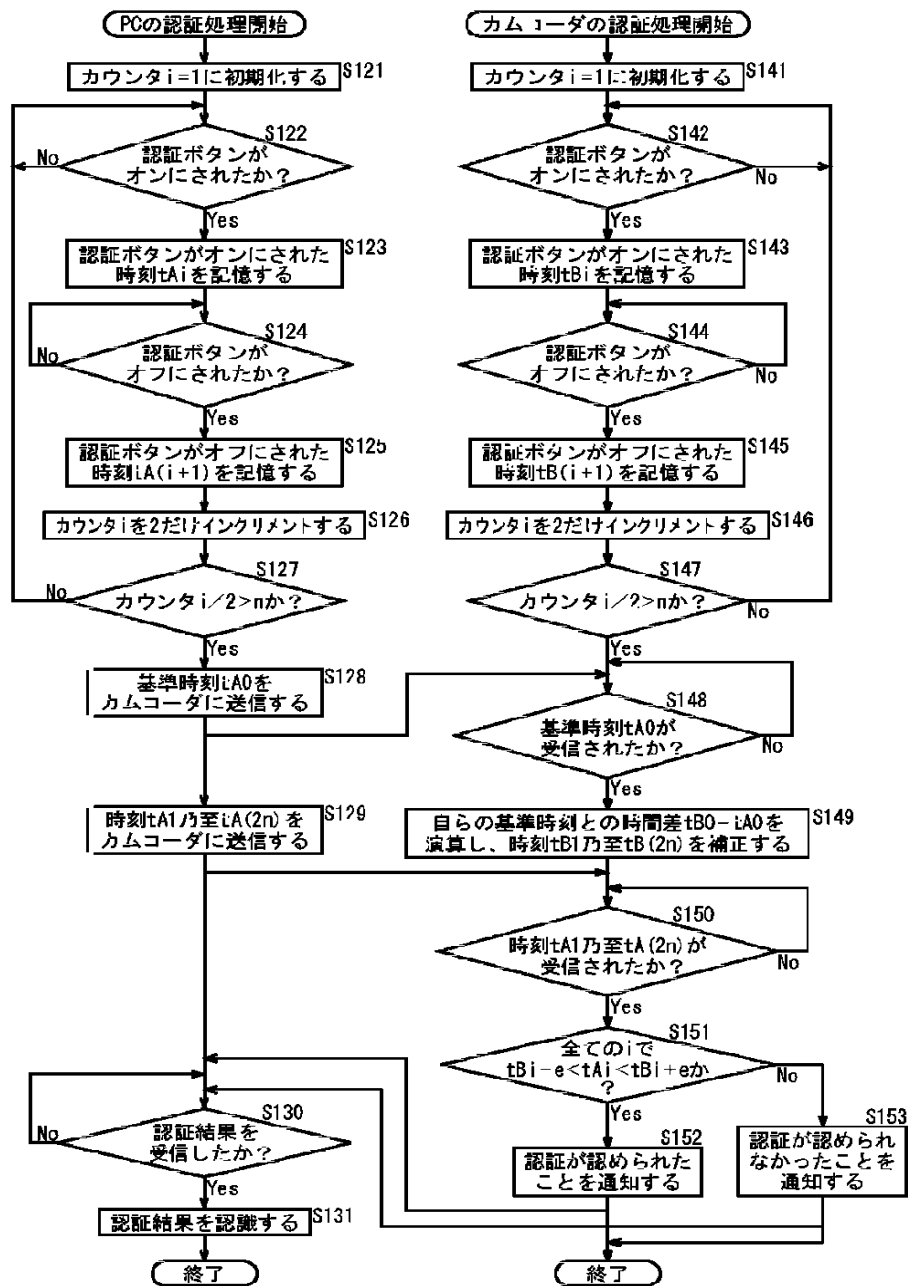 PCの認証処理開始
カウンタi=1に初期化する
S121
S122
認証ボタンが
オンにされたか？
No
Yes
S123
認証ボタンがオンにされた
時刻tAiを記憶する
S124
認証ボタンが
オフにされたか？
No
Yes
S125
認証ボタンがオフにされた
時刻tA(i+1)を記憶する
カウンタiを2だけインクリメントする
S126
S127
カウンタi/2>nか？
No
Yes
基準時刻tA0を
カムコーダに送信する
S128
時刻tA1乃至tA(2n)を
カムコーダに送信する
S129
S130
認証結果を
受信したか？
No
Yes
認証結果を認識する
S131
終了
カムコーダの認証処理開始
カウンタi=1に初期化する
S141
S142
認証ボタンが
オンにされたか？
No
Yes
S143
認証ボタンがオンにされた
時刻tBiを記憶する
S144
認証ボタンが
オフにされたか？
No
Yes
S145
認証ボタンがオフにされた
時刻tB(i+1)を記憶する
カウンタiを2だけインクリメントする
S146
S147
カウンタi/2>nか？
No
Yes
S148
基準時刻tA0が
受信されたか？
No
Yes
自らの基準時刻との時間差tB0-tA0を
演算し、時刻tB1乃至tB(2n)を補正する
S149
S150
時刻tA1乃至tA(2n)が
受信されたか？
No
Yes
S151
全てのiで
tBi-e<tAi<tBi+eか
？
No
Yes
S152
認証が認められた
ことを通知する
S153
認証が認められ
なかったことを
通知する
終了